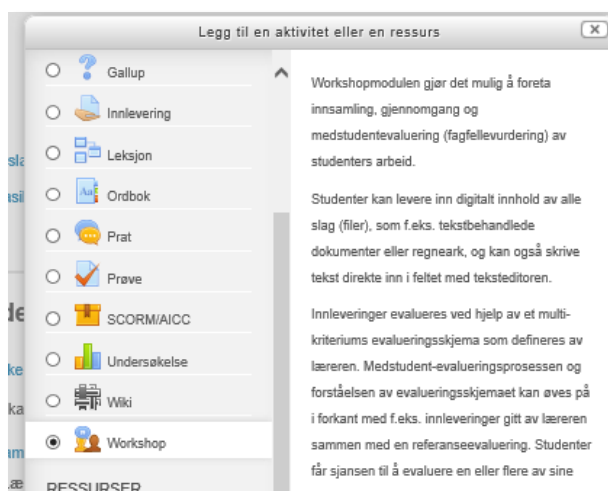 Legg til en aktivitet eller en ressurs
Gallup
Innlevering
Leksjon
Ordbok
Prat
Prøve
SCORM/AICC
Undersøkelse
Wiki
Workshop
RESSURSER
Workshopmodulen gjør det mulig å foreta
innsamling, gjennomgang og
medstudentevaluering (fagfellevurdering) av
studenters arbeid.
Studenter kan levere inn digitalt innhold av alle
slag (filer), som f.eks. tekstbehandlede
dokumenter eller regneark, og kan også skrive
tekst direkte inn i feltet med teksteditoren.
Innleveringer evalueres ved hjelp av et multi-
kriteriums evalueringsskjema som defineres av
læreren. Medstudent-evalueringsprosessen og
forståelsen av evalueringsskjemaet kan øves på
i forkant med f.eks. innleveringer gitt av læreren
sammen med en referanseevaluering. Studenter
får sjansen til å evaluere en eller flere av sine